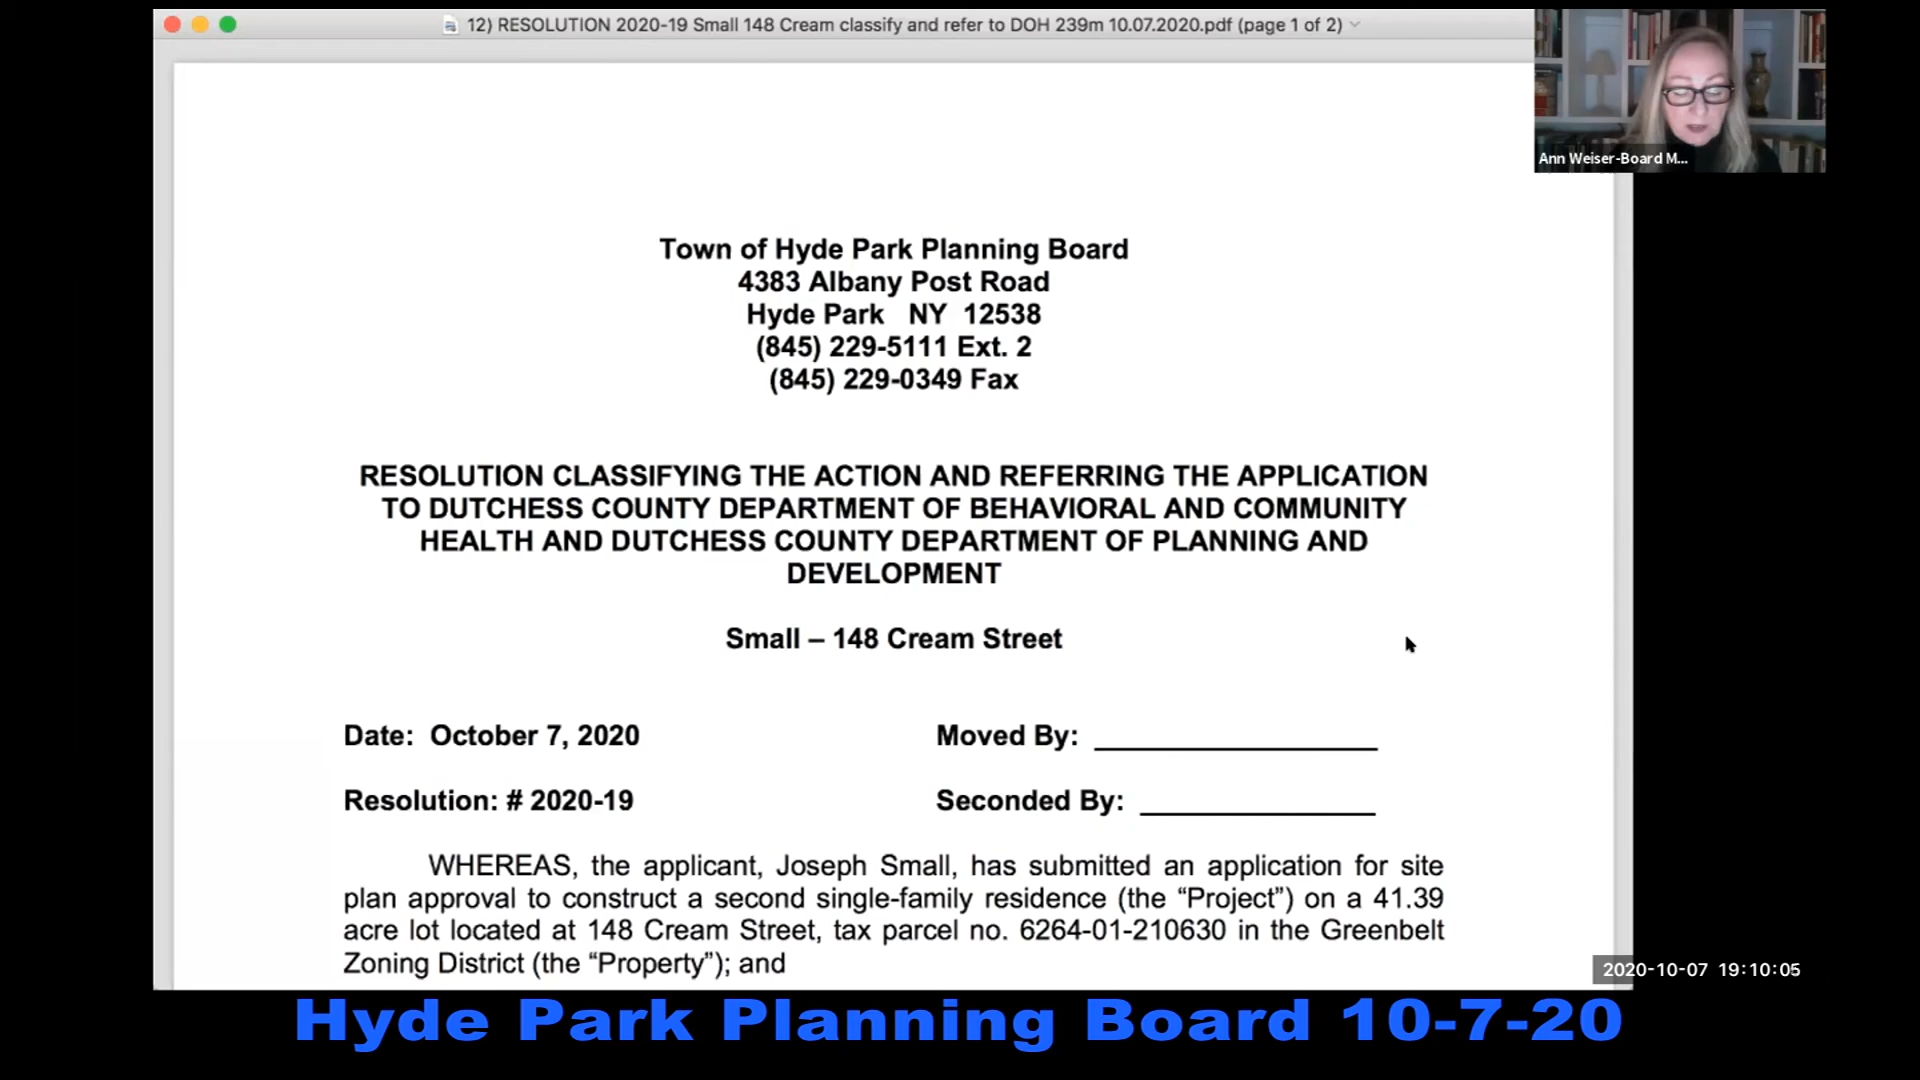 12) RESOLUTION 2020-19 Small 148 Cream classify and refer to DOH 239m 10.07.2020.pdf (page 1 of 2)
Ann Weiser-Board M...
Town of Hyde Park Planning Board
4383 Albany Post Road
Hyde Park NY 12538
(845) 229-5111 Ext. 2
(845) 229-0349 Fax
RESOLUTION CLASSIFYING THE ACTION AND REFERRING THE APPLICATION
TO DUTCHESS COUNTY DEPARTMENT OF BEHAVIORAL AND COMMUNITY
HEALTH AND DUTCHESS COUNTY DEPARTMENT OF PLANNING AND
DEVELOPMENT
Small – 148 Cream Street
Date: October 7, 2020 Moved By: ____________________
Resolution: # 2020-19 Seconded By: ________________
WHEREAS, the applicant, Joseph Small, has submitted an application for site
plan approval to construct a second single-family residence (the “Project”) on a 41.39
acre lot located at 148 Cream Street, tax parcel no. 6264-01-210630 in the Greenbelt
Zoning District (the “Property”); and
2020-10-07 19:10:05
Hyde Park Planning Board 10-7-20